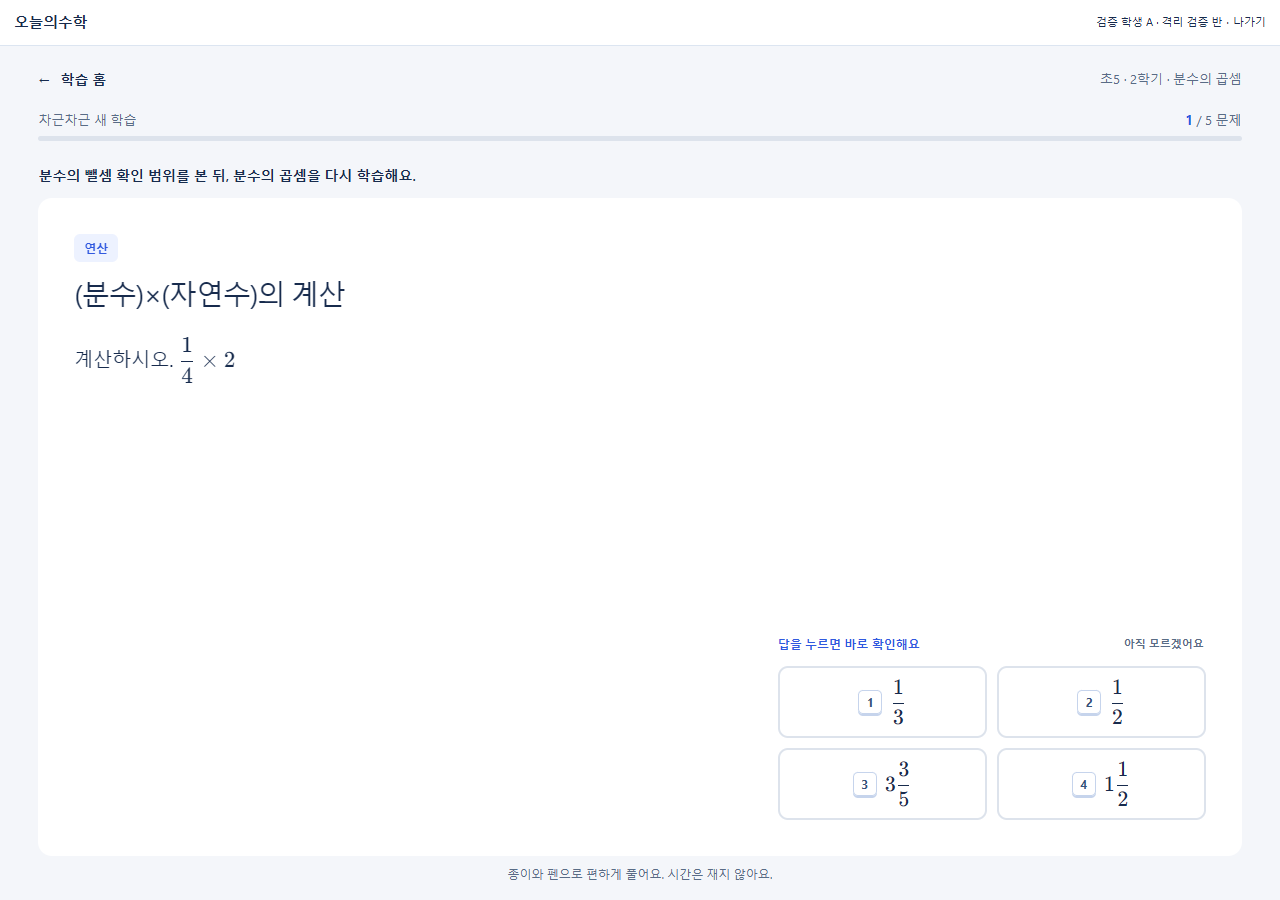 오늘의수학
검증 학생 A · 격리 검증 반 · 나가기
← 학습 홈
초5 · 2학기 · 분수의 곱셈
차근차근 새 학습
1 / 5 문제
분수의 뺄셈 확인 범위를 본 뒤, 분수의 곱셈을 다시 학습해요.
연산
(분수)×(자연수)의 계산
계산하시오. 1/4 × 2
답을 누르면 바로 확인해요
아직 모르겠어요
1 1/3
2 1/2
3 3 3/5
4 1 1/2
종이와 펜으로 편하게 풀어요. 시간은 재지 않아요.